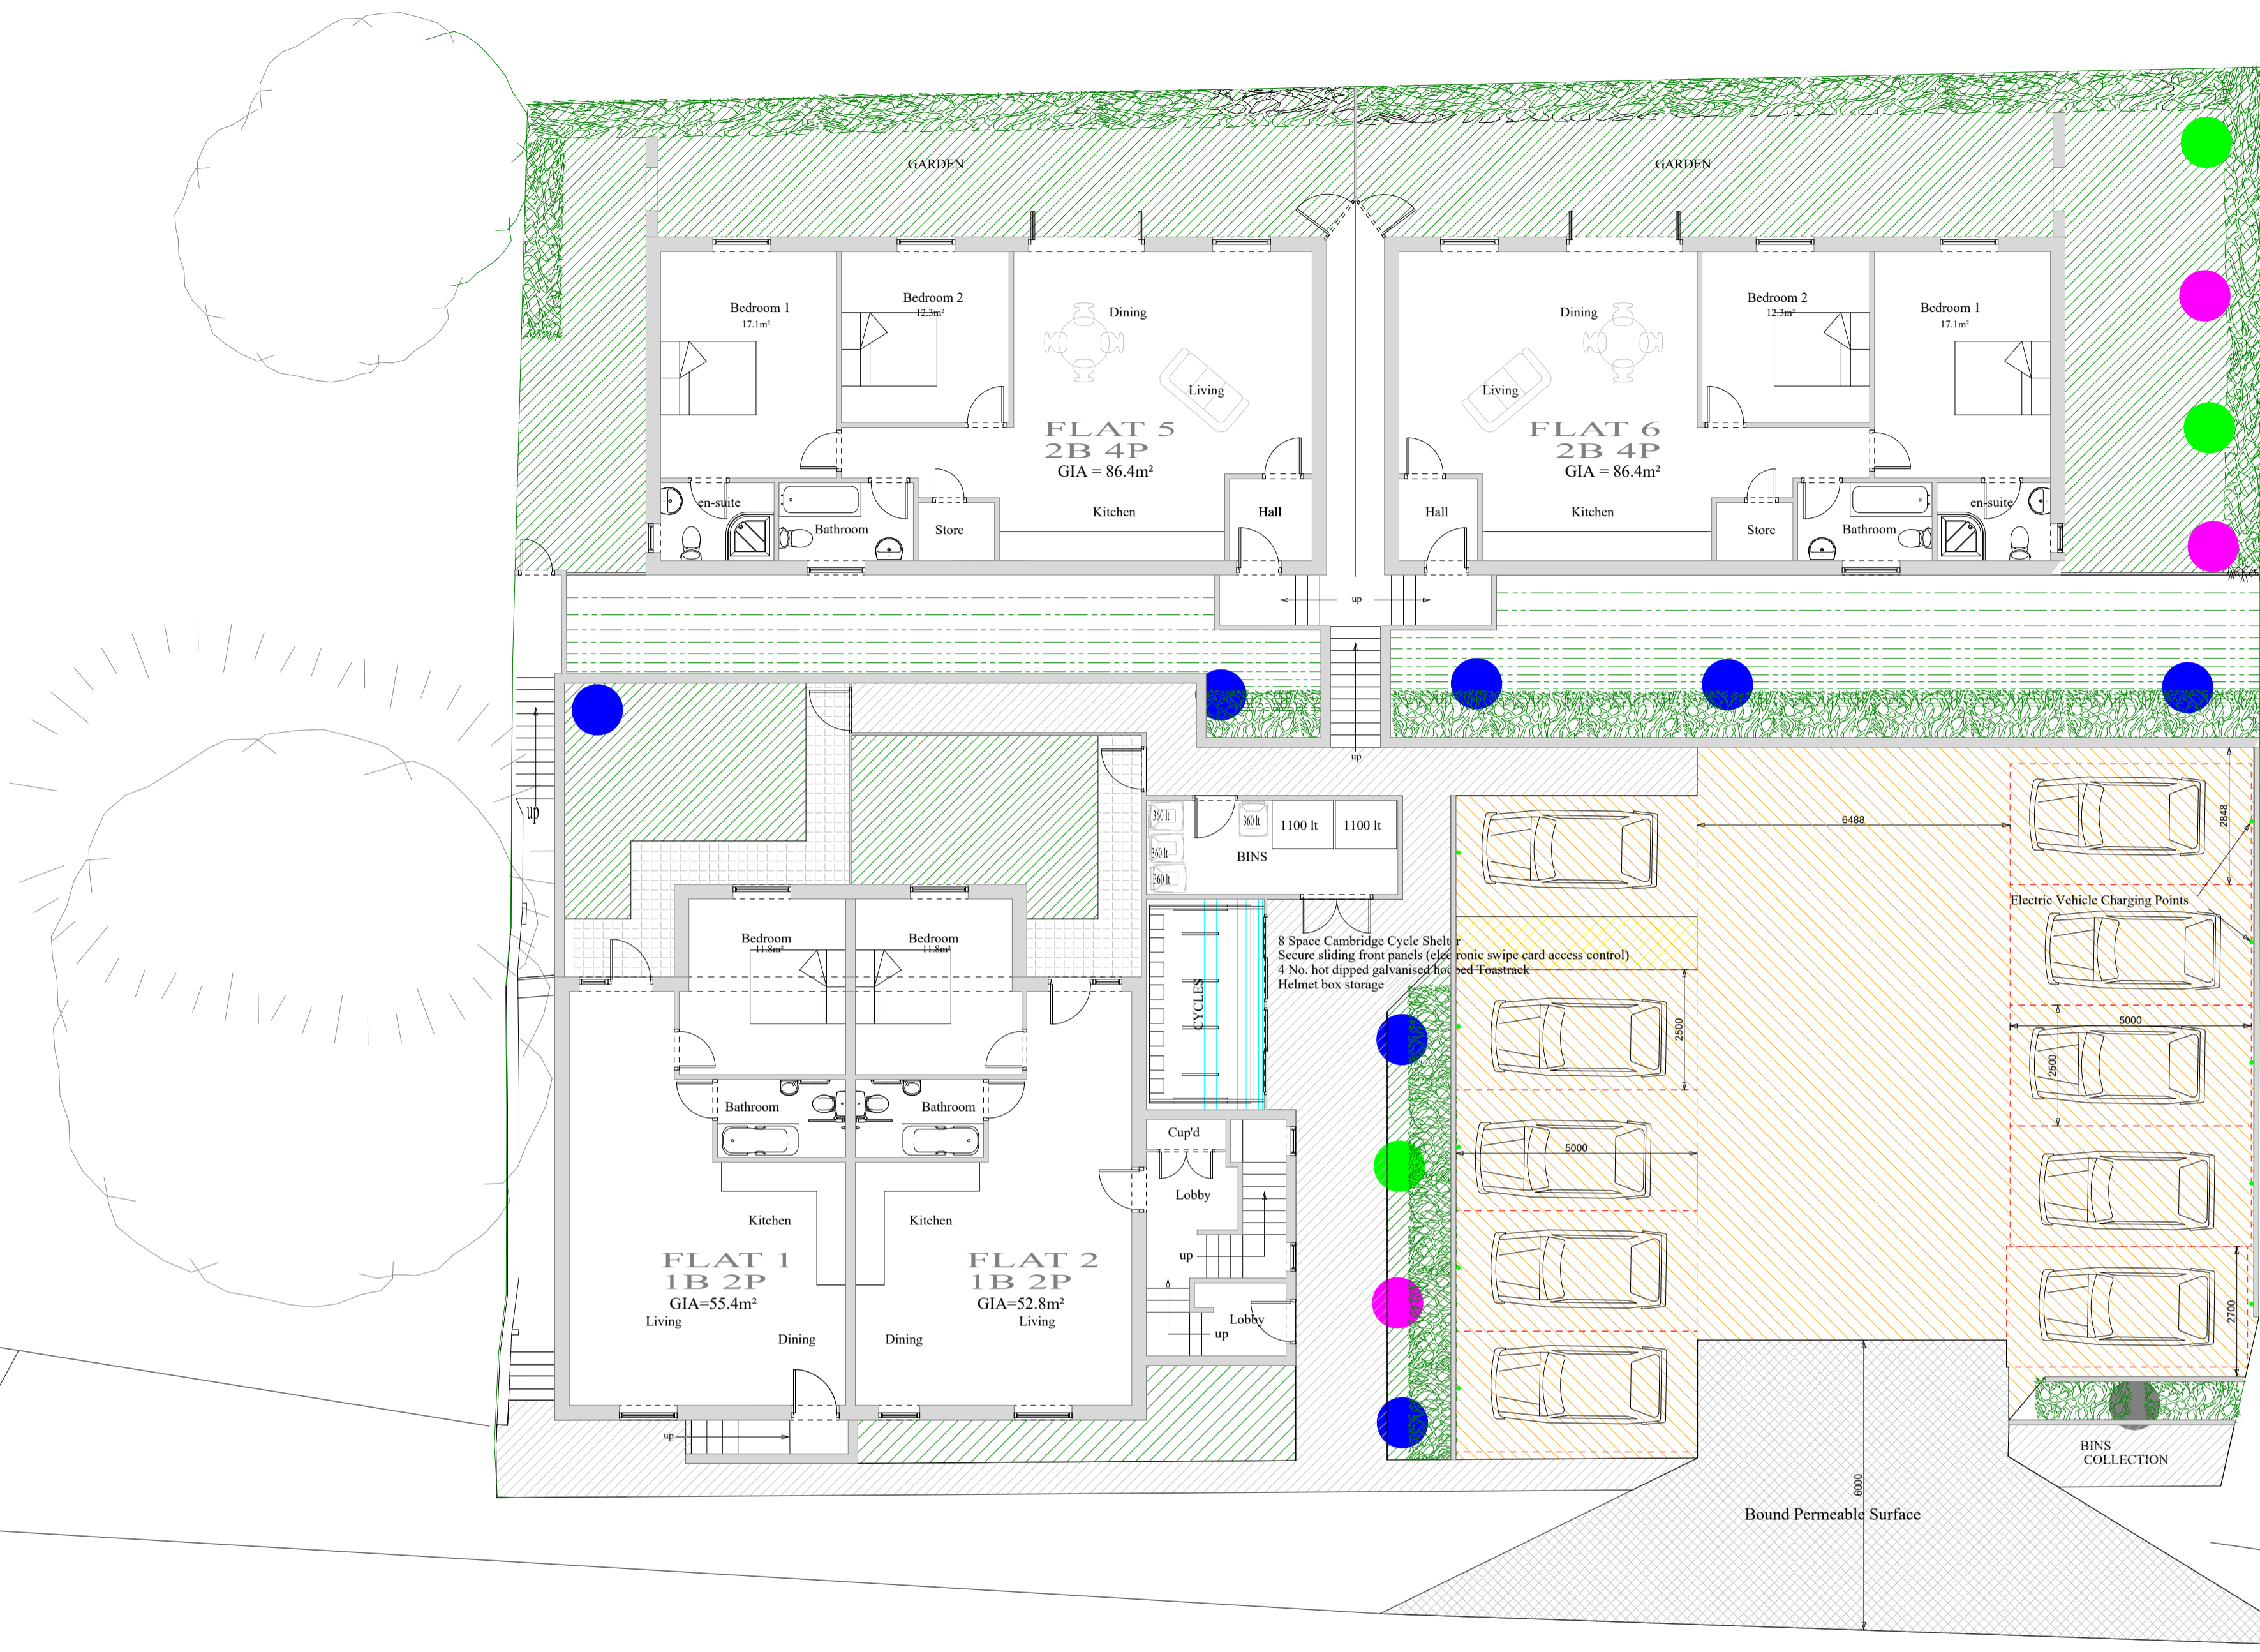 GARDEN
GARDEN
Bedroom 1
17.1m²
Bedroom 2
12.3m²
Dining
Living
FLAT 5
2B 4P
GIA = 86.4m²
en-suite
Bathroom
Store
Kitchen
Hall
Dining
Living
FLAT 6
2B 4P
GIA = 86.4m²
Bedroom 2
12.3m²
Bedroom 1
17.1m²
Hall
Kitchen
Store
Bathroom
en-suite
up
up
up
360 lt
360 lt
360 lt
360 lt
1100 lt
1100 lt
BINS
6488
2848
Electric Vehicle Charging Points
8 Space Cambridge Cycle Shelter
Secure sliding front panels (electronic swipe card access control)
4 No. hot dipped galvanised hooped Toastrack
Helmet box storage
CYCLES
2500
5000
2500
5000
2700
Bedroom
11.8m²
Bedroom
11.8m²
Bathroom
Bathroom
Cup'd
Lobby
up
Lobby
up
Kitchen
Kitchen
FLAT 1
1B 2P
GIA=55.4m²
Living
Dining
FLAT 2
1B 2P
GIA=52.8m²
Living
Dining
up
BINS
COLLECTION
6000
Bound Permeable Surface